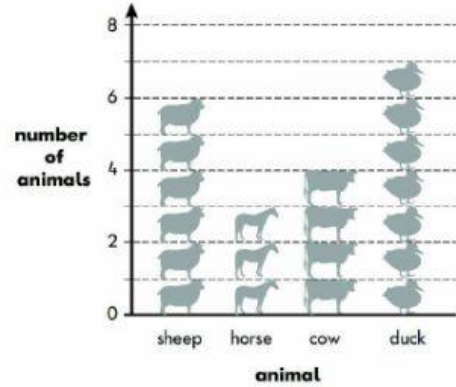 8
6
number
of
animals
4
2
0
sheep horse cow duck
animal